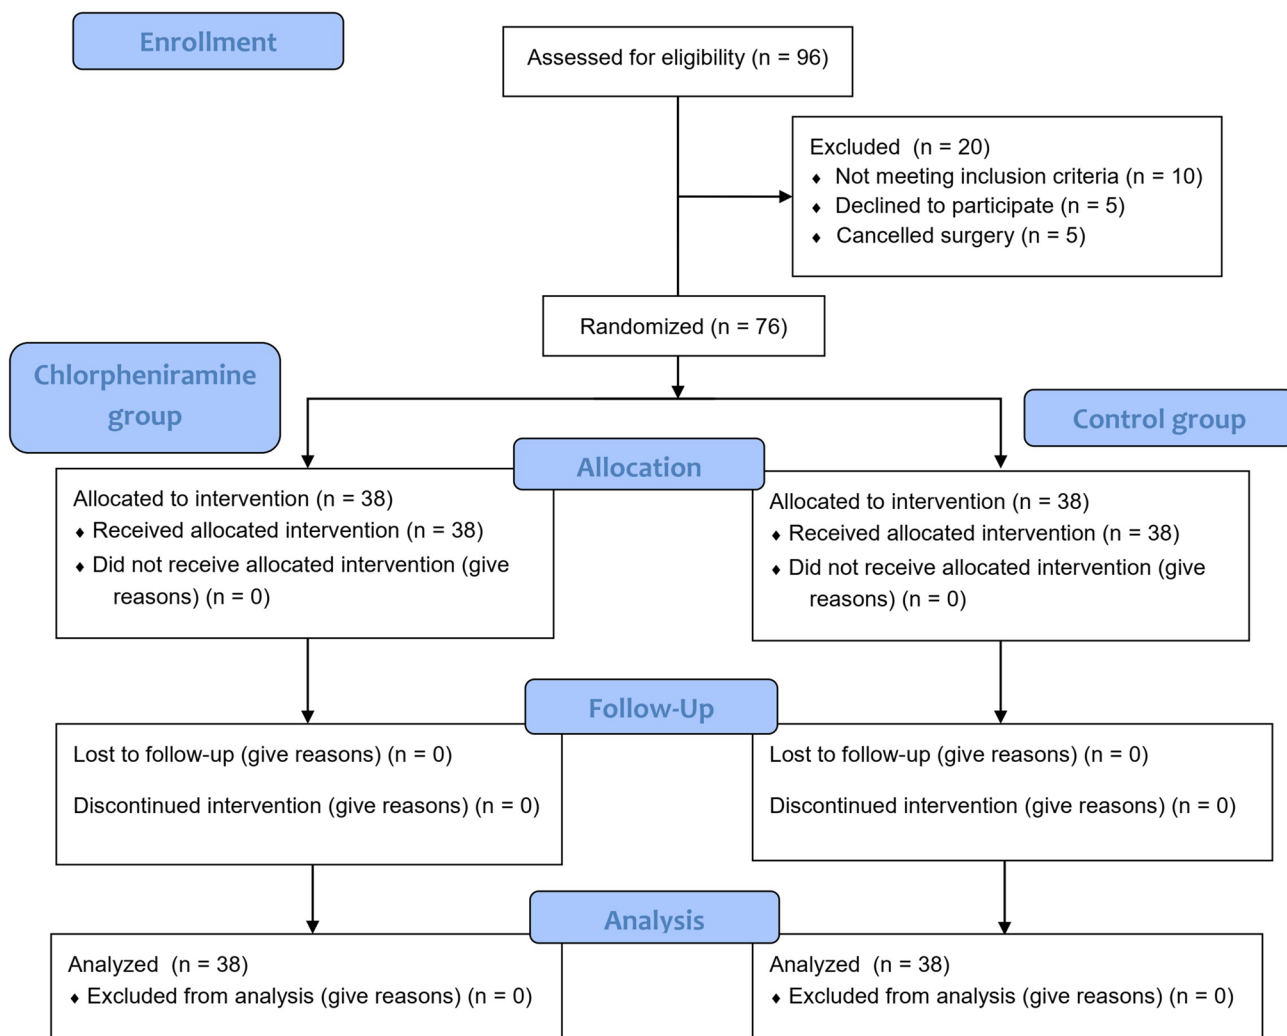 Enrollment
Assessed for eligibility (n = 96)
Excluded  (n = 20)
♦ Not meeting inclusion criteria (n = 10)
♦ Declined to participate (n = 5)
♦ Cancelled surgery (n = 5)
Randomized (n = 76)
Chlorpheniramine
group
Control group
Allocation
Allocated to intervention (n = 38)
♦ Received allocated intervention (n = 38)
♦ Did not receive allocated intervention (give
reasons) (n = 0)
Allocated to intervention (n = 38)
♦ Received allocated intervention (n = 38)
♦ Did not receive allocated intervention (give
reasons) (n = 0)
Follow-Up
Lost to follow-up (give reasons) (n = 0)
Discontinued intervention (give reasons) (n = 0)
Lost to follow-up (give reasons) (n = 0)
Discontinued intervention (give reasons) (n = 0)
Analysis
Analyzed  (n = 38)
♦ Excluded from analysis (give reasons) (n = 0)
Analyzed  (n = 38)
♦ Excluded from analysis (give reasons) (n = 0)